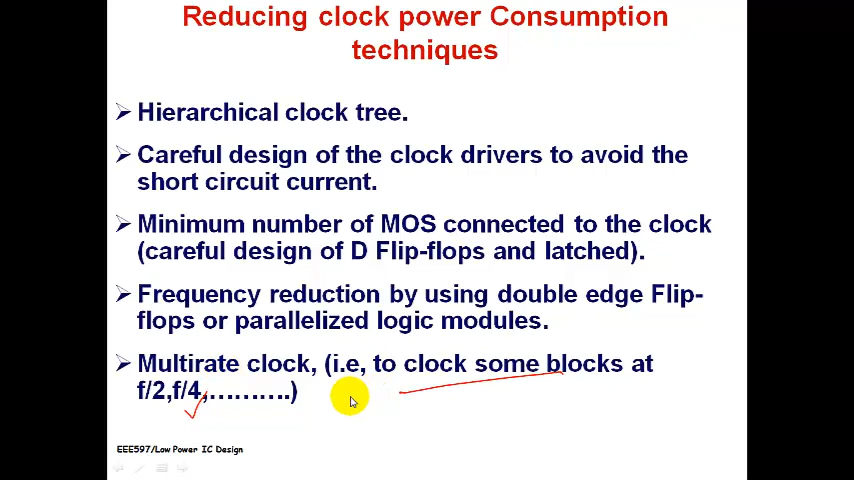 Reducing clock power Consumption
techniques
Hierarchical clock tree.
Careful design of the clock drivers to avoid the
short circuit current.
Minimum number of MOS connected to the clock
(careful design of D Flip-flops and latched).
Frequency reduction by using double edge Flip-
flops or parallelized logic modules.
Multirate clock, (i.e, to clock some blocks at
f/2,f/4,……….)
EEE597/Low Power IC Design